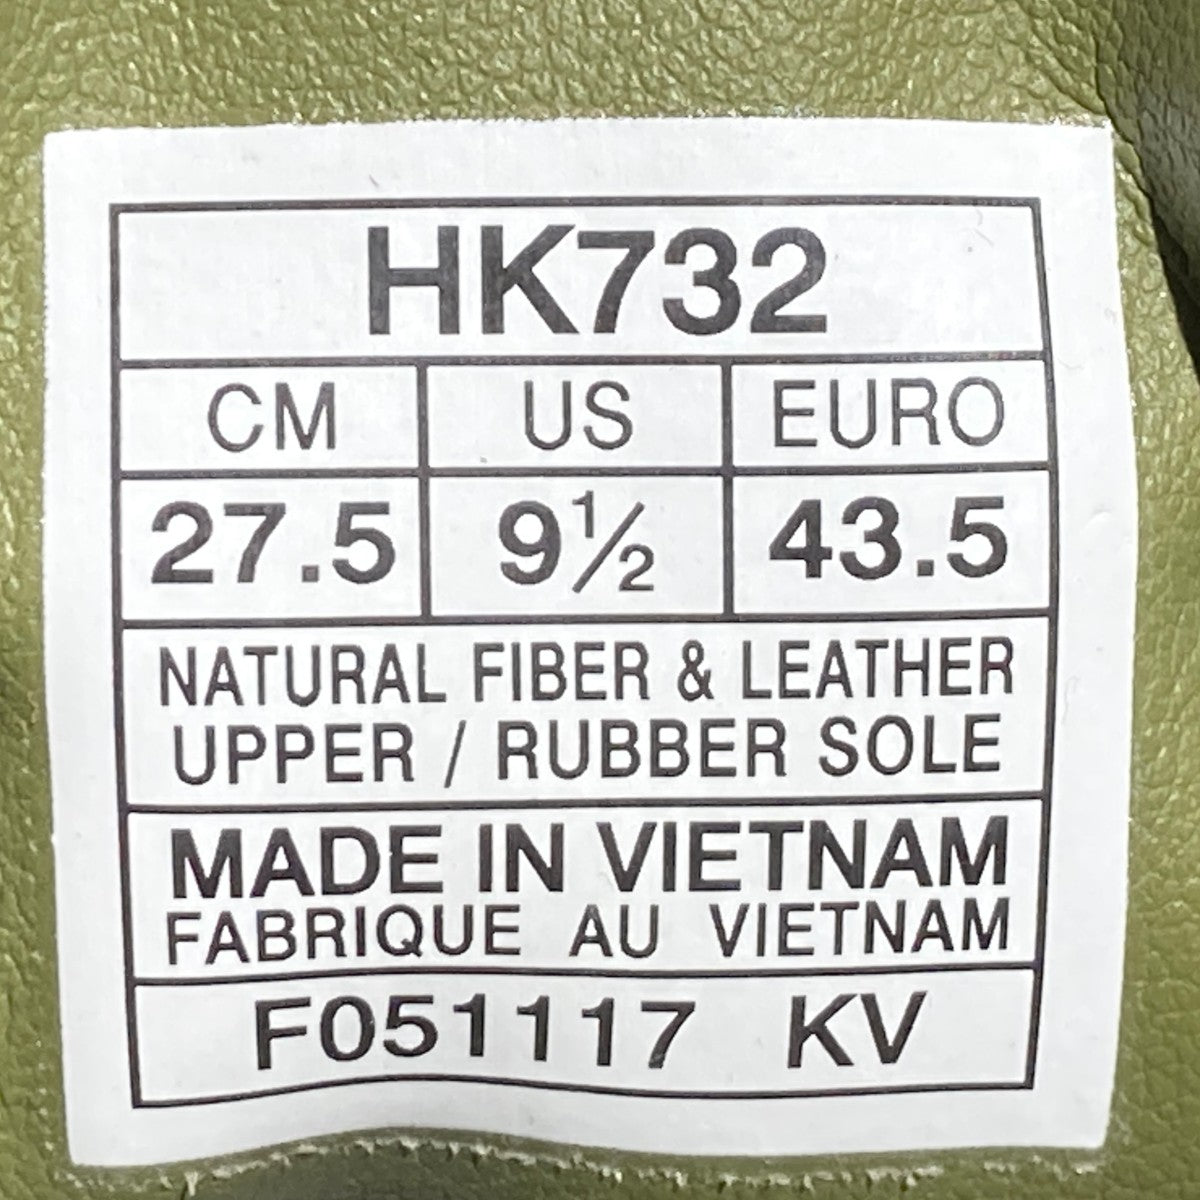 HK732
CM US EURO
27.5 9½ 43.5
NATURAL FIBER & LEATHER
UPPER / RUBBER SOLE
MADE IN VIETNAM
FABRIQUE AU VIETNAM
F051117 KV